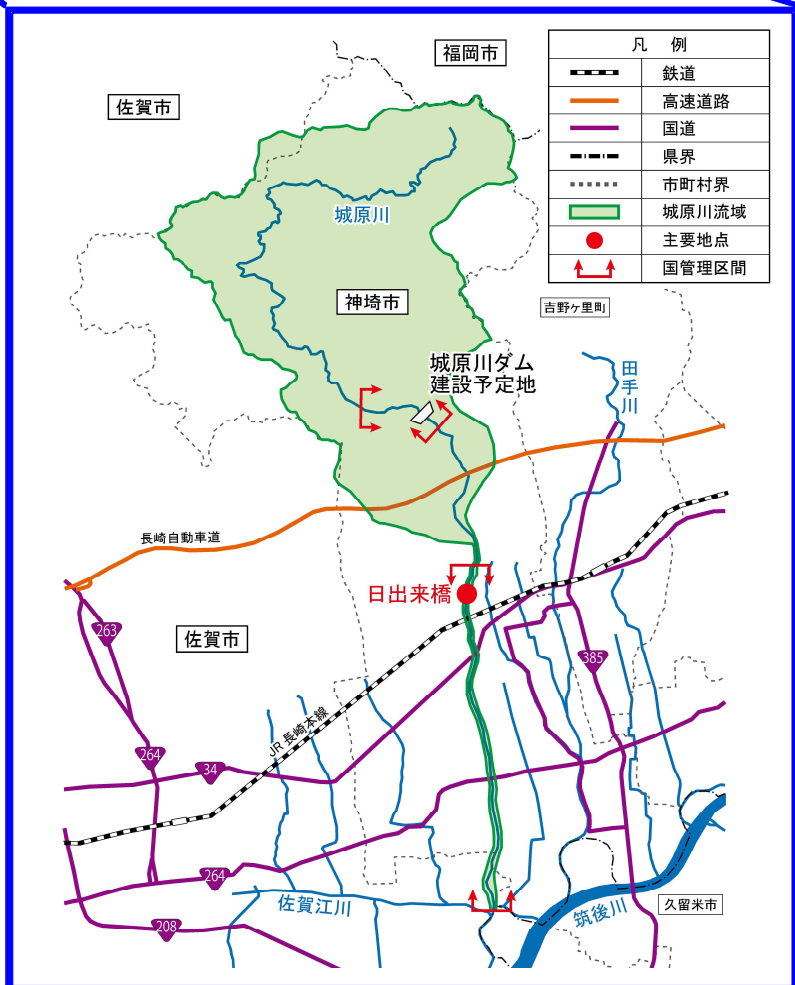 福岡市
佐賀市
凡 例
鉄道
高速道路
国道
県界
市町村界
城原川流域
主要地点
国管理区間
城原川
神埼市
吉野ヶ里町
城原川ダム
建設予定地
田手川
長崎自動車道
日出来橋
263
佐賀市
385
JR長崎本線
264
34
264
佐賀江川
筑後川
久留米市
208